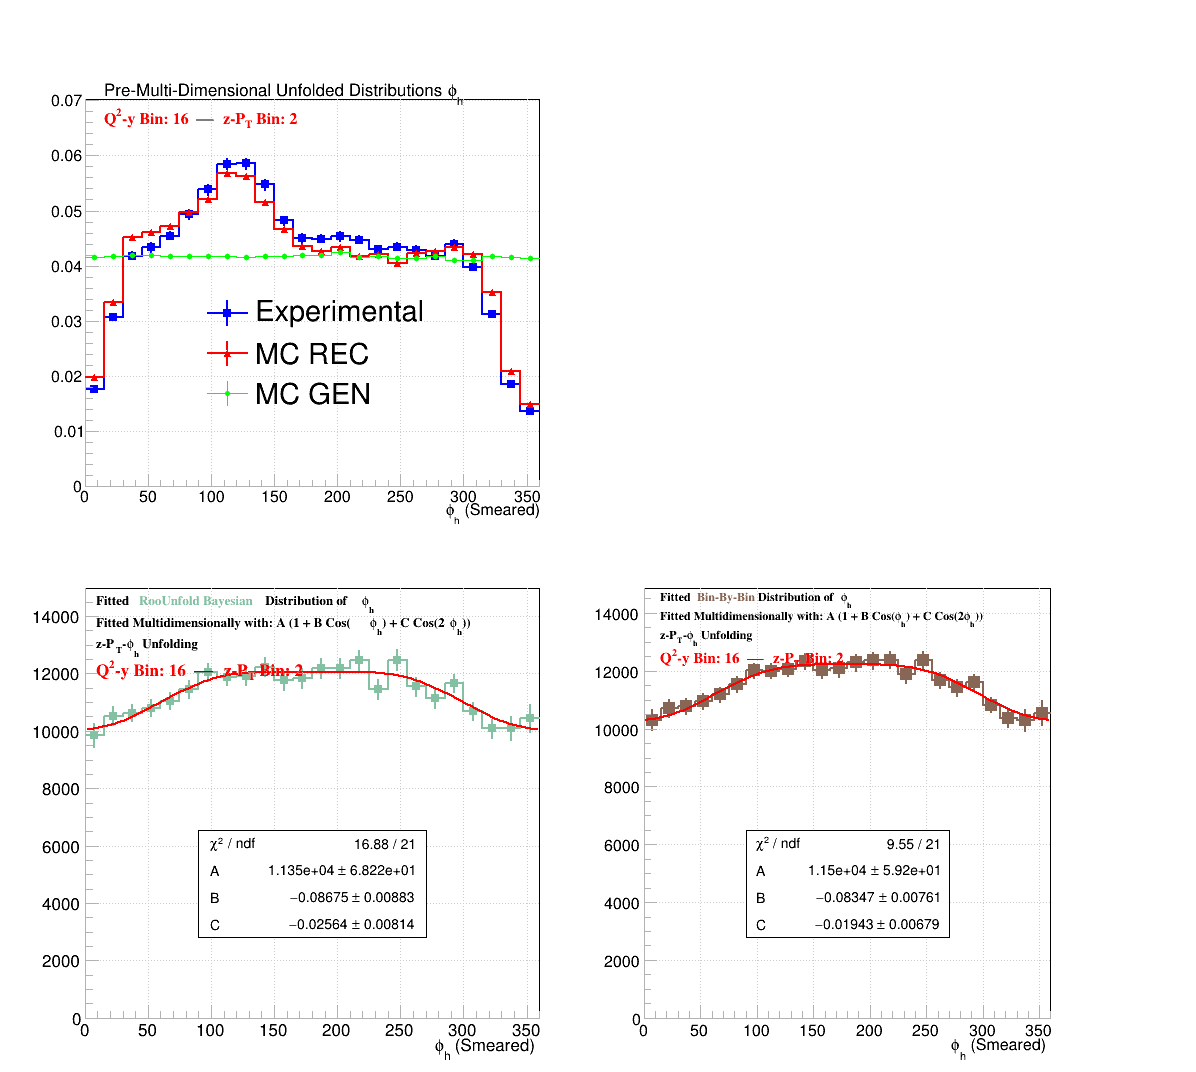 Pre-Multi-Dimensional Unfolded Distributions ϕh
Q2-y Bin: 16 — z-PT Bin: 2
0.07
0.06
0.05
0.04
0.03
0.02
0.01
0
Experimental
MC REC
MC GEN
0 50 100 150 200 250 300 350
ϕh (Smeared)
Fitted RooUnfold Bayesian Distribution of ϕh
Fitted Multidimensionally with: A (1 + B Cos( ϕh) + C Cos(2 ϕh))
z-PT-ϕh Unfolding
Q2-y Bin: 16 — z-PT Bin: 2
14000
12000
10000
8000
6000
4000
2000
0
χ2 / ndf 16.88 / 21
A 1.135e+04 ± 6.822e+01
B −0.08675 ± 0.00883
C −0.02564 ± 0.00814
0 50 100 150 200 250 300 350
ϕh (Smeared)
Fitted Bin-By-Bin Distribution of ϕh
Fitted Multidimensionally with: A (1 + B Cos(ϕh) + C Cos(2ϕh))
z-PT-ϕh Unfolding
Q2-y Bin: 16 — z-PT Bin: 2
14000
12000
10000
8000
6000
4000
2000
0
χ2 / ndf 9.55 / 21
A 1.15e+04 ± 5.92e+01
B −0.08347 ± 0.00761
C −0.01943 ± 0.00679
0 50 100 150 200 250 300 350
ϕh (Smeared)